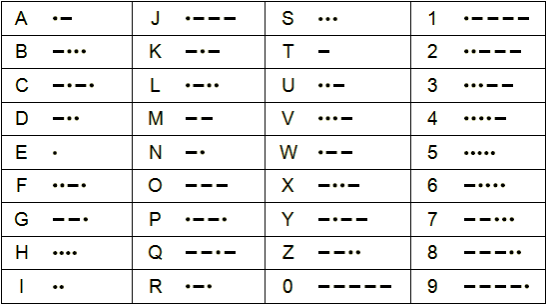 A •– J •––– S ••• 1 •––––
B –••• K –•– T – 2 ••–––
C –•–• L •–•• U ••– 3 •••––
D –•• M –– V •••– 4 ••••–
E • N –• W •–– 5 •••••
F ••–• O ––– X –••– 6 –••••
G ––• P •––• Y –•–– 7 ––•••
H •••• Q ––•– Z ––•• 8 –––••
I •• R •–• 0 ––––– 9 ––––•